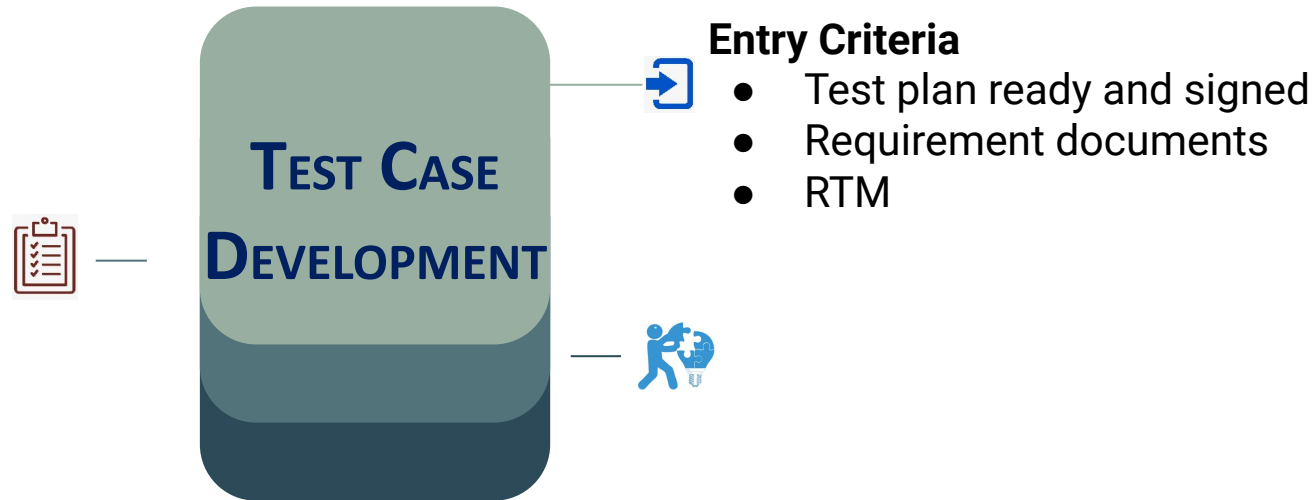 TEST CASE
DEVELOPMENT
Entry Criteria
● Test plan ready and signed
● Requirement documents
● RTM